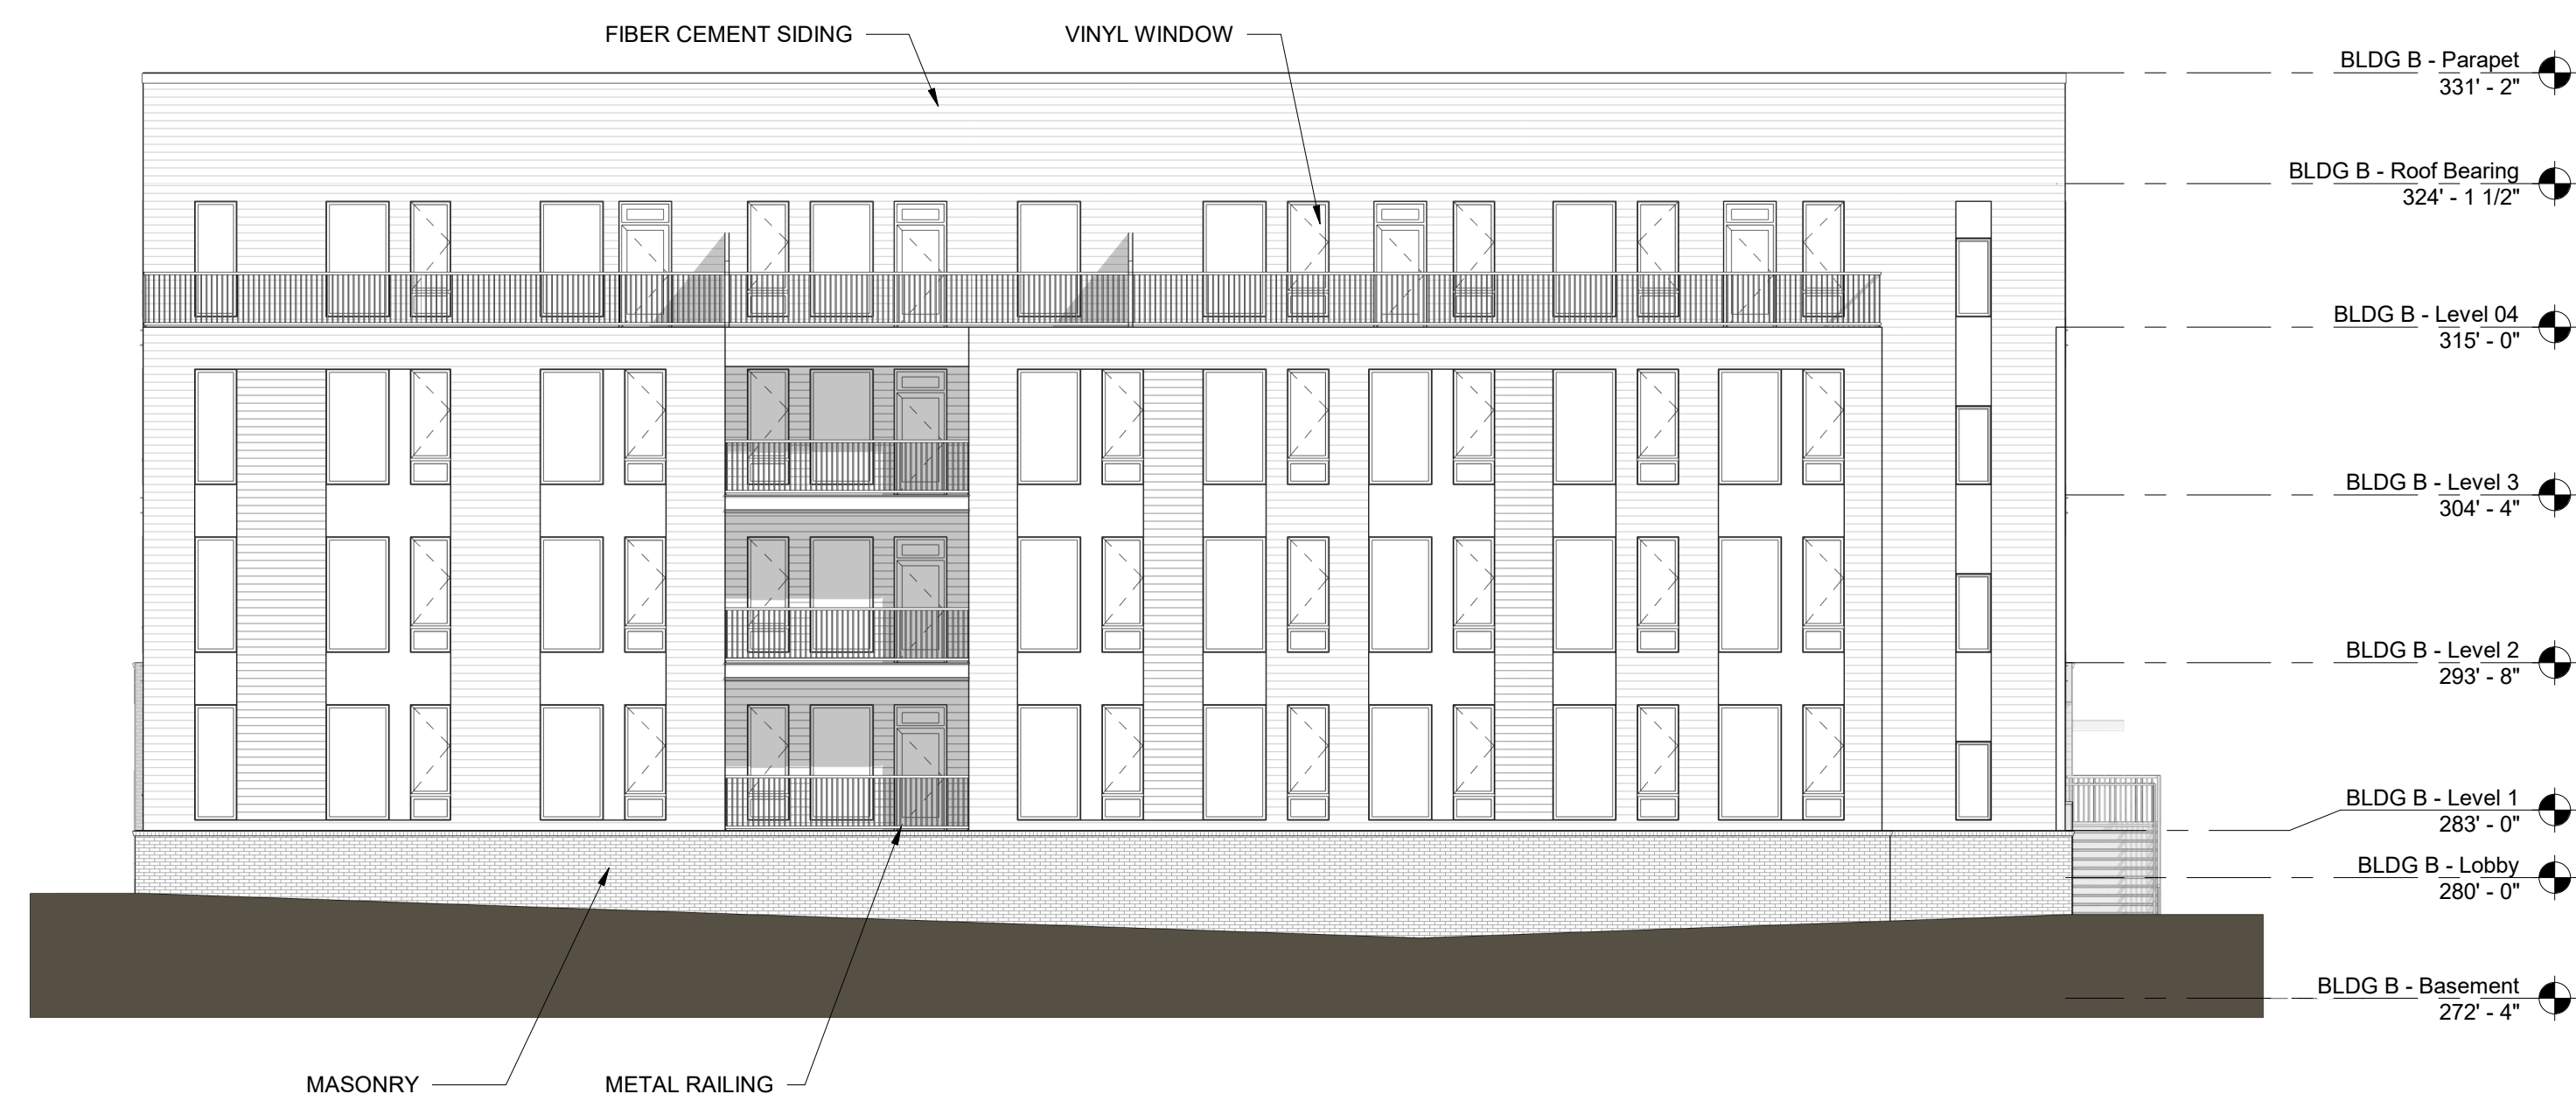 FIBER CEMENT SIDING
VINYL WINDOW
BLDG B - Parapet
331' - 2"
BLDG B - Roof Bearing
324' - 1 1/2"
BLDG B - Level 04
315' - 0"
BLDG B - Level 3
304' - 4"
BLDG B - Level 2
293' - 8"
BLDG B - Level 1
283' - 0"
BLDG B - Lobby
280' - 0"
BLDG B - Basement
272' - 4"
MASONRY
METAL RAILING